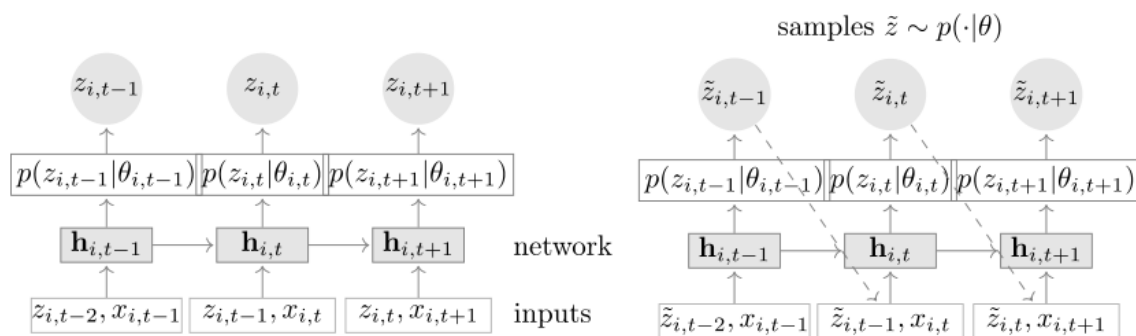 samples z̃ ∼ p(·|θ)
z_{i,t−1} z_{i,t} z_{i,t+1}
p(z_{i,t−1}|θ_{i,t−1}) p(z_{i,t}|θ_{i,t}) p(z_{i,t+1}|θ_{i,t+1})
h_{i,t−1} h_{i,t} h_{i,t+1} network
z_{i,t−2}, x_{i,t−1} z_{i,t−1}, x_{i,t} z_{i,t}, x_{i,t+1} inputs
z̃_{i,t−1} z̃_{i,t} z̃_{i,t+1}
p(z_{i,t−1}|θ_{i,t−1}) p(z_{i,t}|θ_{i,t}) p(z_{i,t+1}|θ_{i,t+1})
h_{i,t−1} h_{i,t} h_{i,t+1}
z̃_{i,t−2}, x_{i,t−1} z̃_{i,t−1}, x_{i,t} z̃_{i,t}, x_{i,t+1}